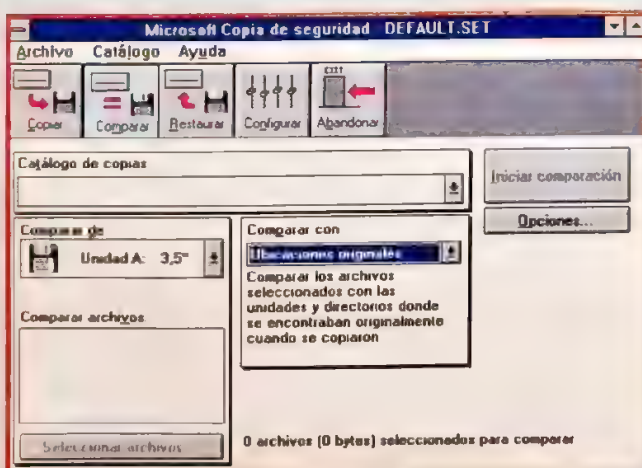 Microsoft Copia de seguridad DEFAULT.SET
Archivo Catálogo Ayuda
Copiar Comparar Restaurar Configurar EXIT Abandonar
Catálogo de copias
Iniciar comparación
Opciones...
Comparar de
Unidad A: 3,5"
Comparar archivos
Seleccionar archivos
Comparar con
Ubicaciones originales
Comparar los archivos
seleccionados con las
unidades y directorios donde
se encontraban originalmente
cuando se copiaron
0 archivos (0 bytes) seleccionados para comparar